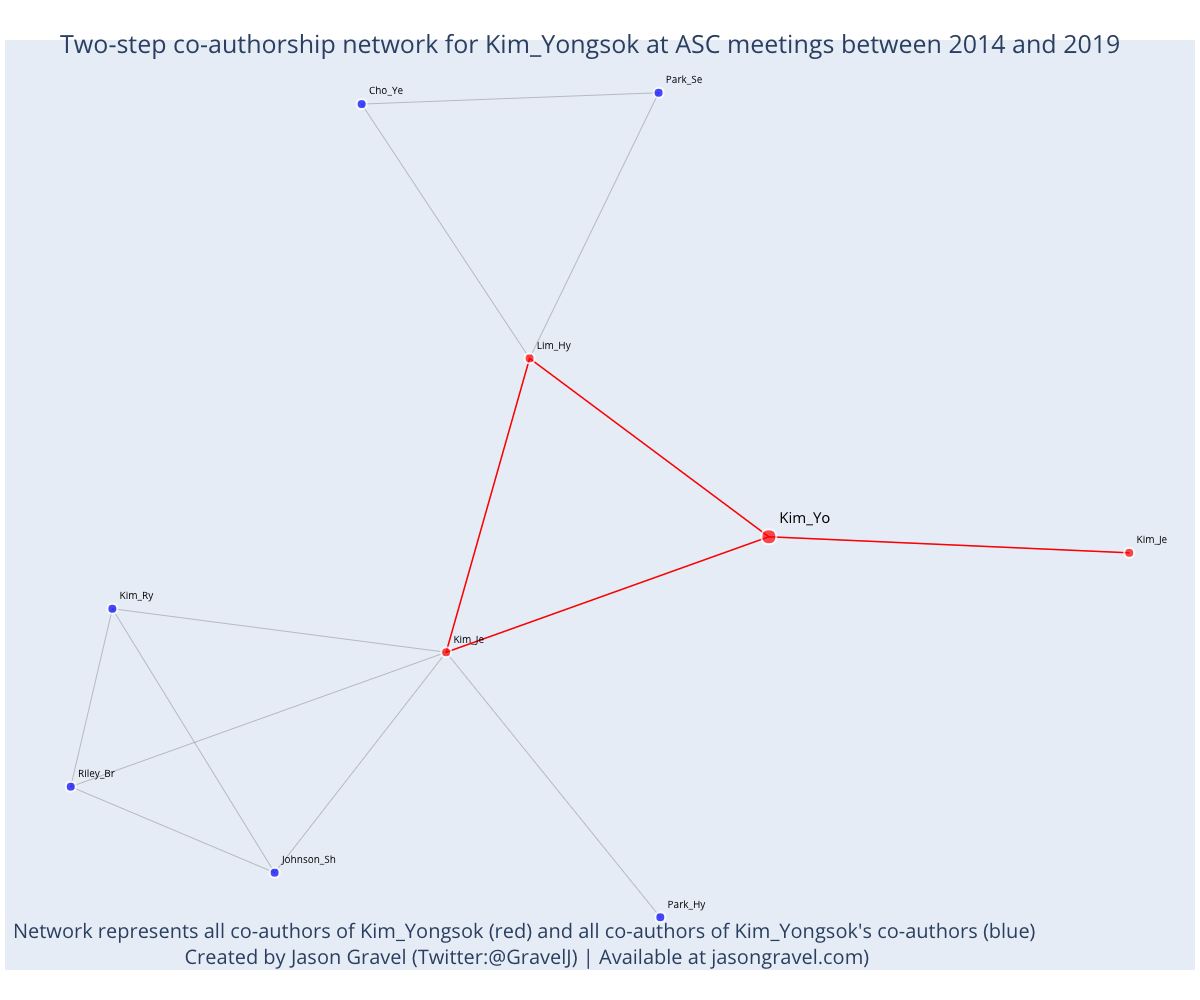 Two-step co-authorship network for Kim_Yongsok at ASC meetings between 2014 and 2019
Park_Se
Cho_Ye
Lim_Hy
Kim_Yo
Kim_Je
Kim_Ry
Kim_Je
Riley_Br
Johnson_Sh
Park_Hy
Network represents all co-authors of Kim_Yongsok (red) and all co-authors of Kim_Yongsok's co-authors (blue)
Created by Jason Gravel (Twitter:@GravelJ) | Available at jasongravel.com)